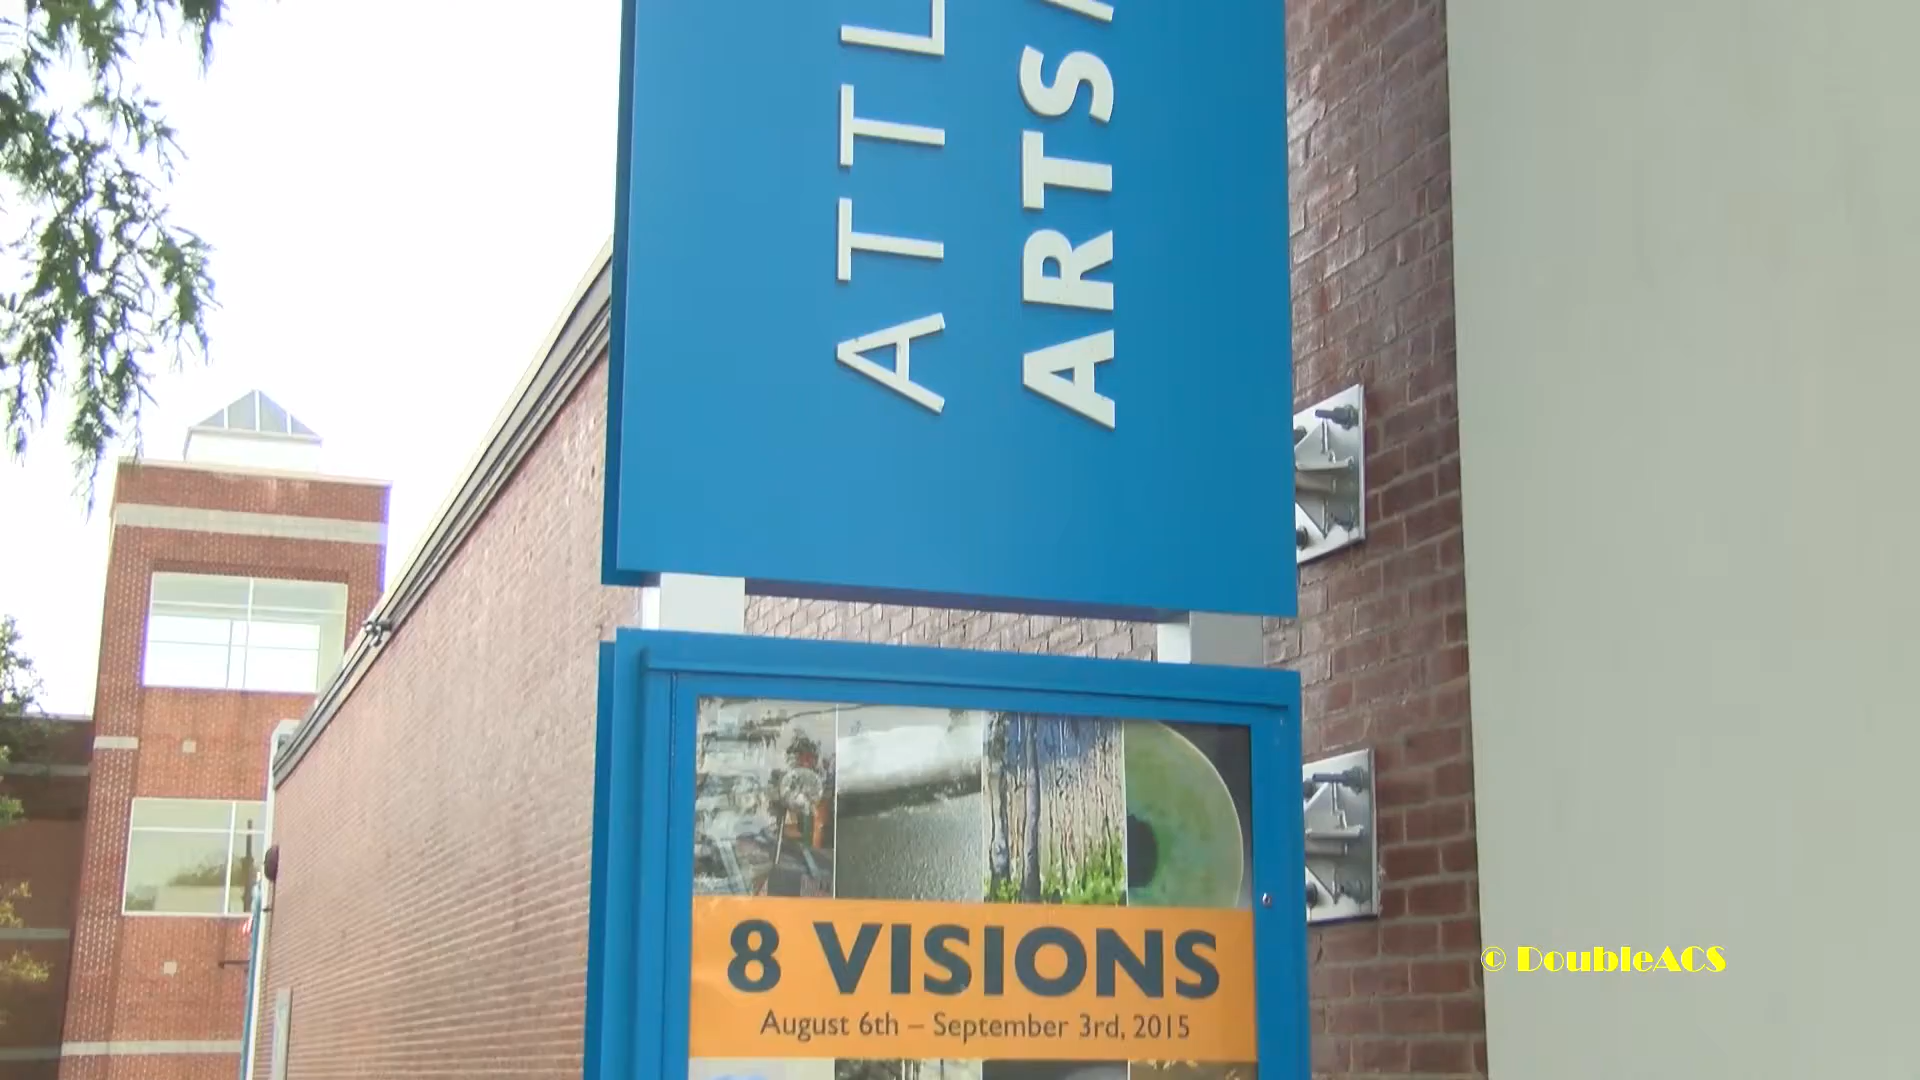 ATTL
ARTS
8 VISIONS
August 6th – September 3rd, 2015
© DoubleACS